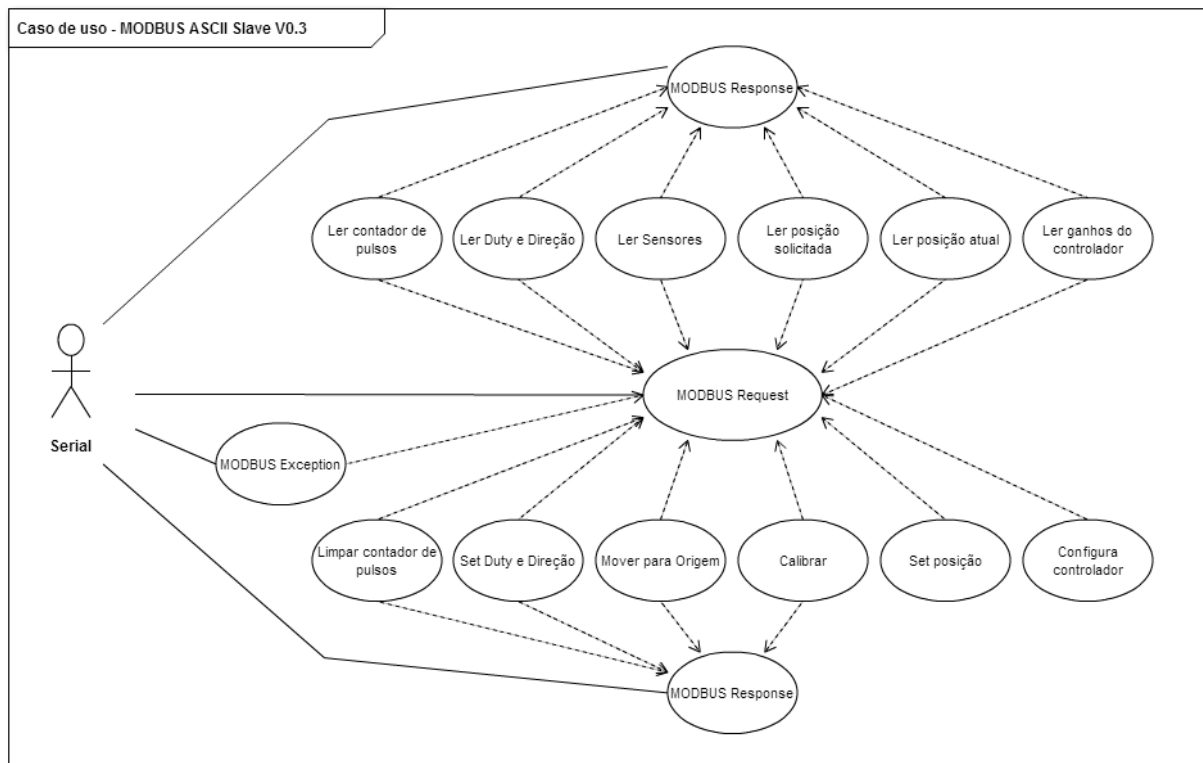 Caso de uso - MODBUS ASCII Slave V0.3
MODBUS Response
Ler contador de
pulsos
Ler Duty e Direção
Ler Sensores
Ler posição
solicitada
Ler posição atual
Ler ganhos do
controlador
MODBUS Request
Serial
MODBUS Exception
Limpar contador de
pulsos
Set Duty e Direção
Mover para Origem
Calibrar
Set posição
Configura
controlador
MODBUS Response